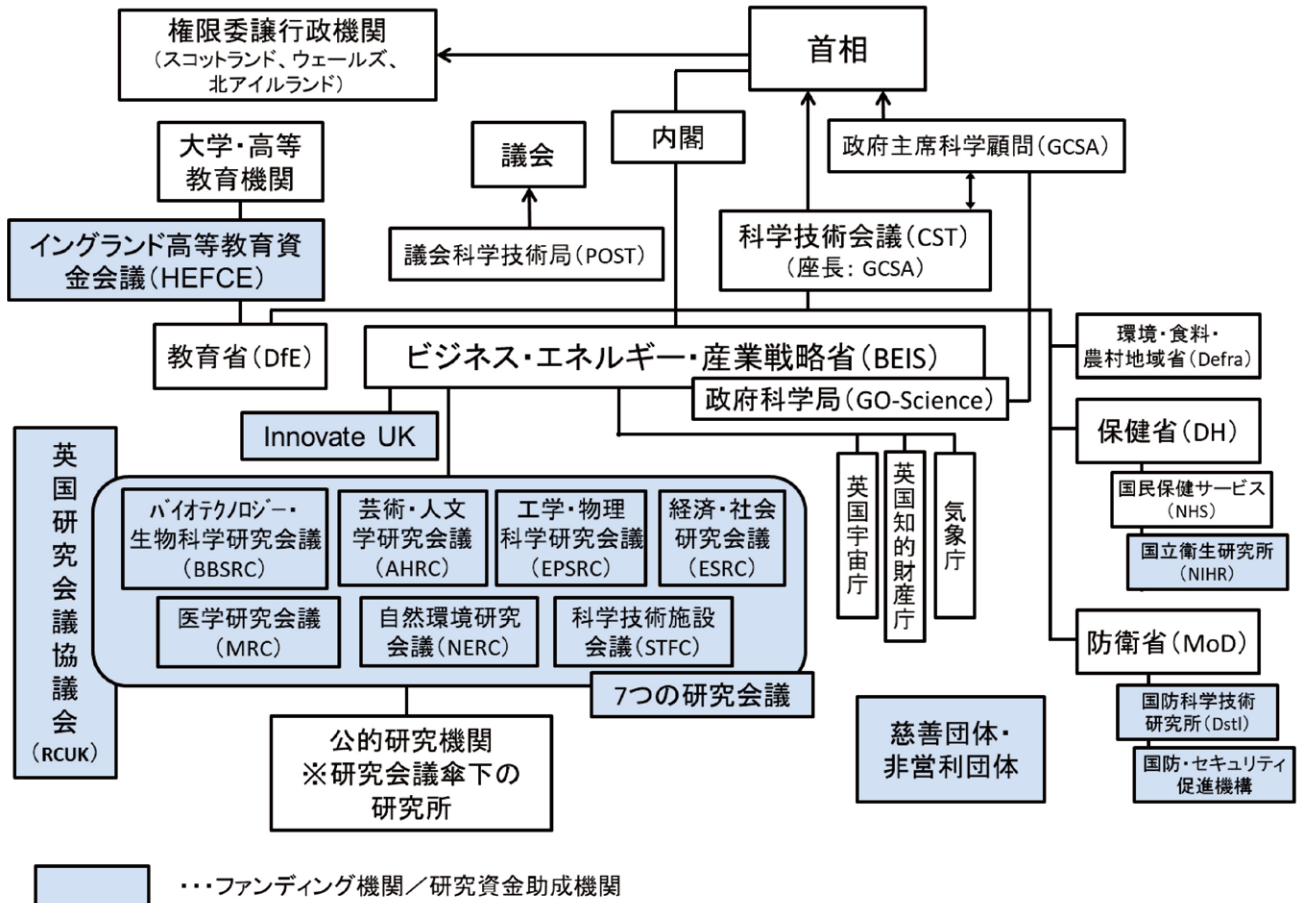 権限委譲行政機関
（スコットランド、ウェールズ、
北アイルランド）
首相
大学・高等
教育機関
議会
内閣
政府主席科学顧問（GCSA）
イングランド高等教育資
金会議（HEFCE）
議会科学技術局（POST）
科学技術会議（CST）
（座長： GCSA）
教育省（DfE）
ビジネス・エネルギー・産業戦略省（BEIS）
政府科学局（GO-Science）
環境・食料・
農村地域省（Defra）
Innovate UK
保健省（DH）
国民保健サービス
（NHS）
国立衛生研究所
（NIHR）
英国研究会議協議会
（RCUK）
バイオテクノロジー・
生物科学研究会議
（BBSRC）
芸術・人文
学研究会議
（AHRC）
工学・物理
科学研究会議
（EPSRC）
経済・社会
研究会議
（ESRC）
英国宇宙庁
英国知的財産庁
気象庁
医学研究会議
（MRC）
自然環境研究
会議（NERC）
科学技術施設
会議（STFC）
7つの研究会議
防衛省（MoD）
国防科学技術
研究所（Dstl）
国防・セキュリティ
促進機構
公的研究機関
※研究会議傘下の
研究所
慈善団体・
非営利団体
・・・ファンディング機関／研究資金助成機関